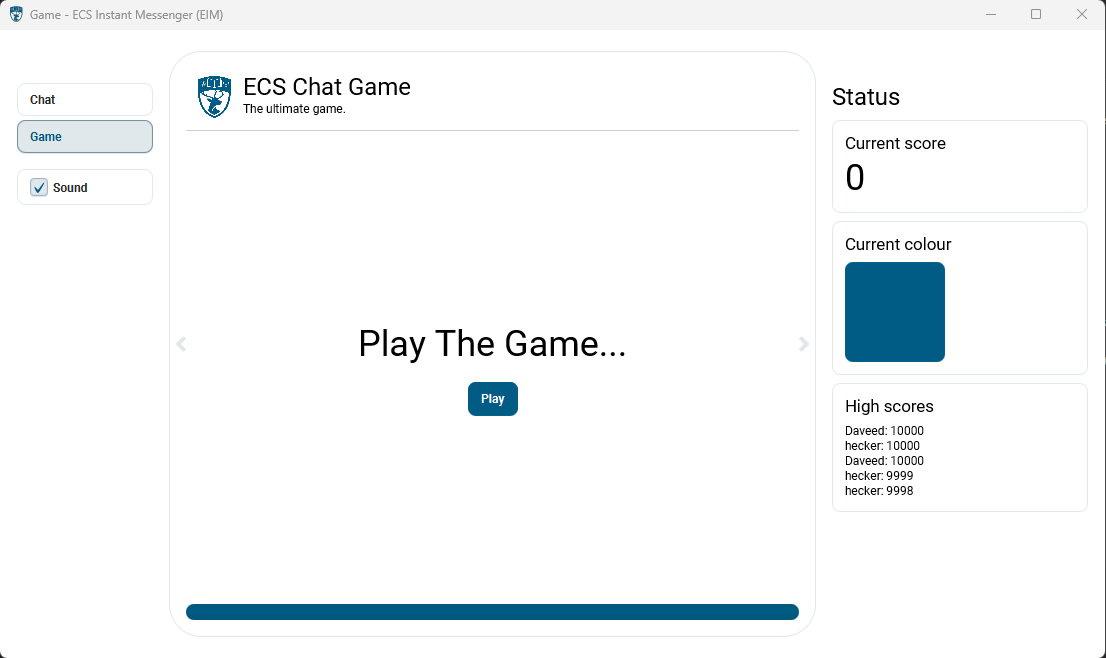 Game - ECS Instant Messenger (EIM)
Chat
Game
Sound
ECS Chat Game
The ultimate game.
Play The Game...
Play
Status
Current score
0
Current colour
High scores
Daveed: 10000
hecker: 10000
Daveed: 10000
hecker: 9999
hecker: 9998